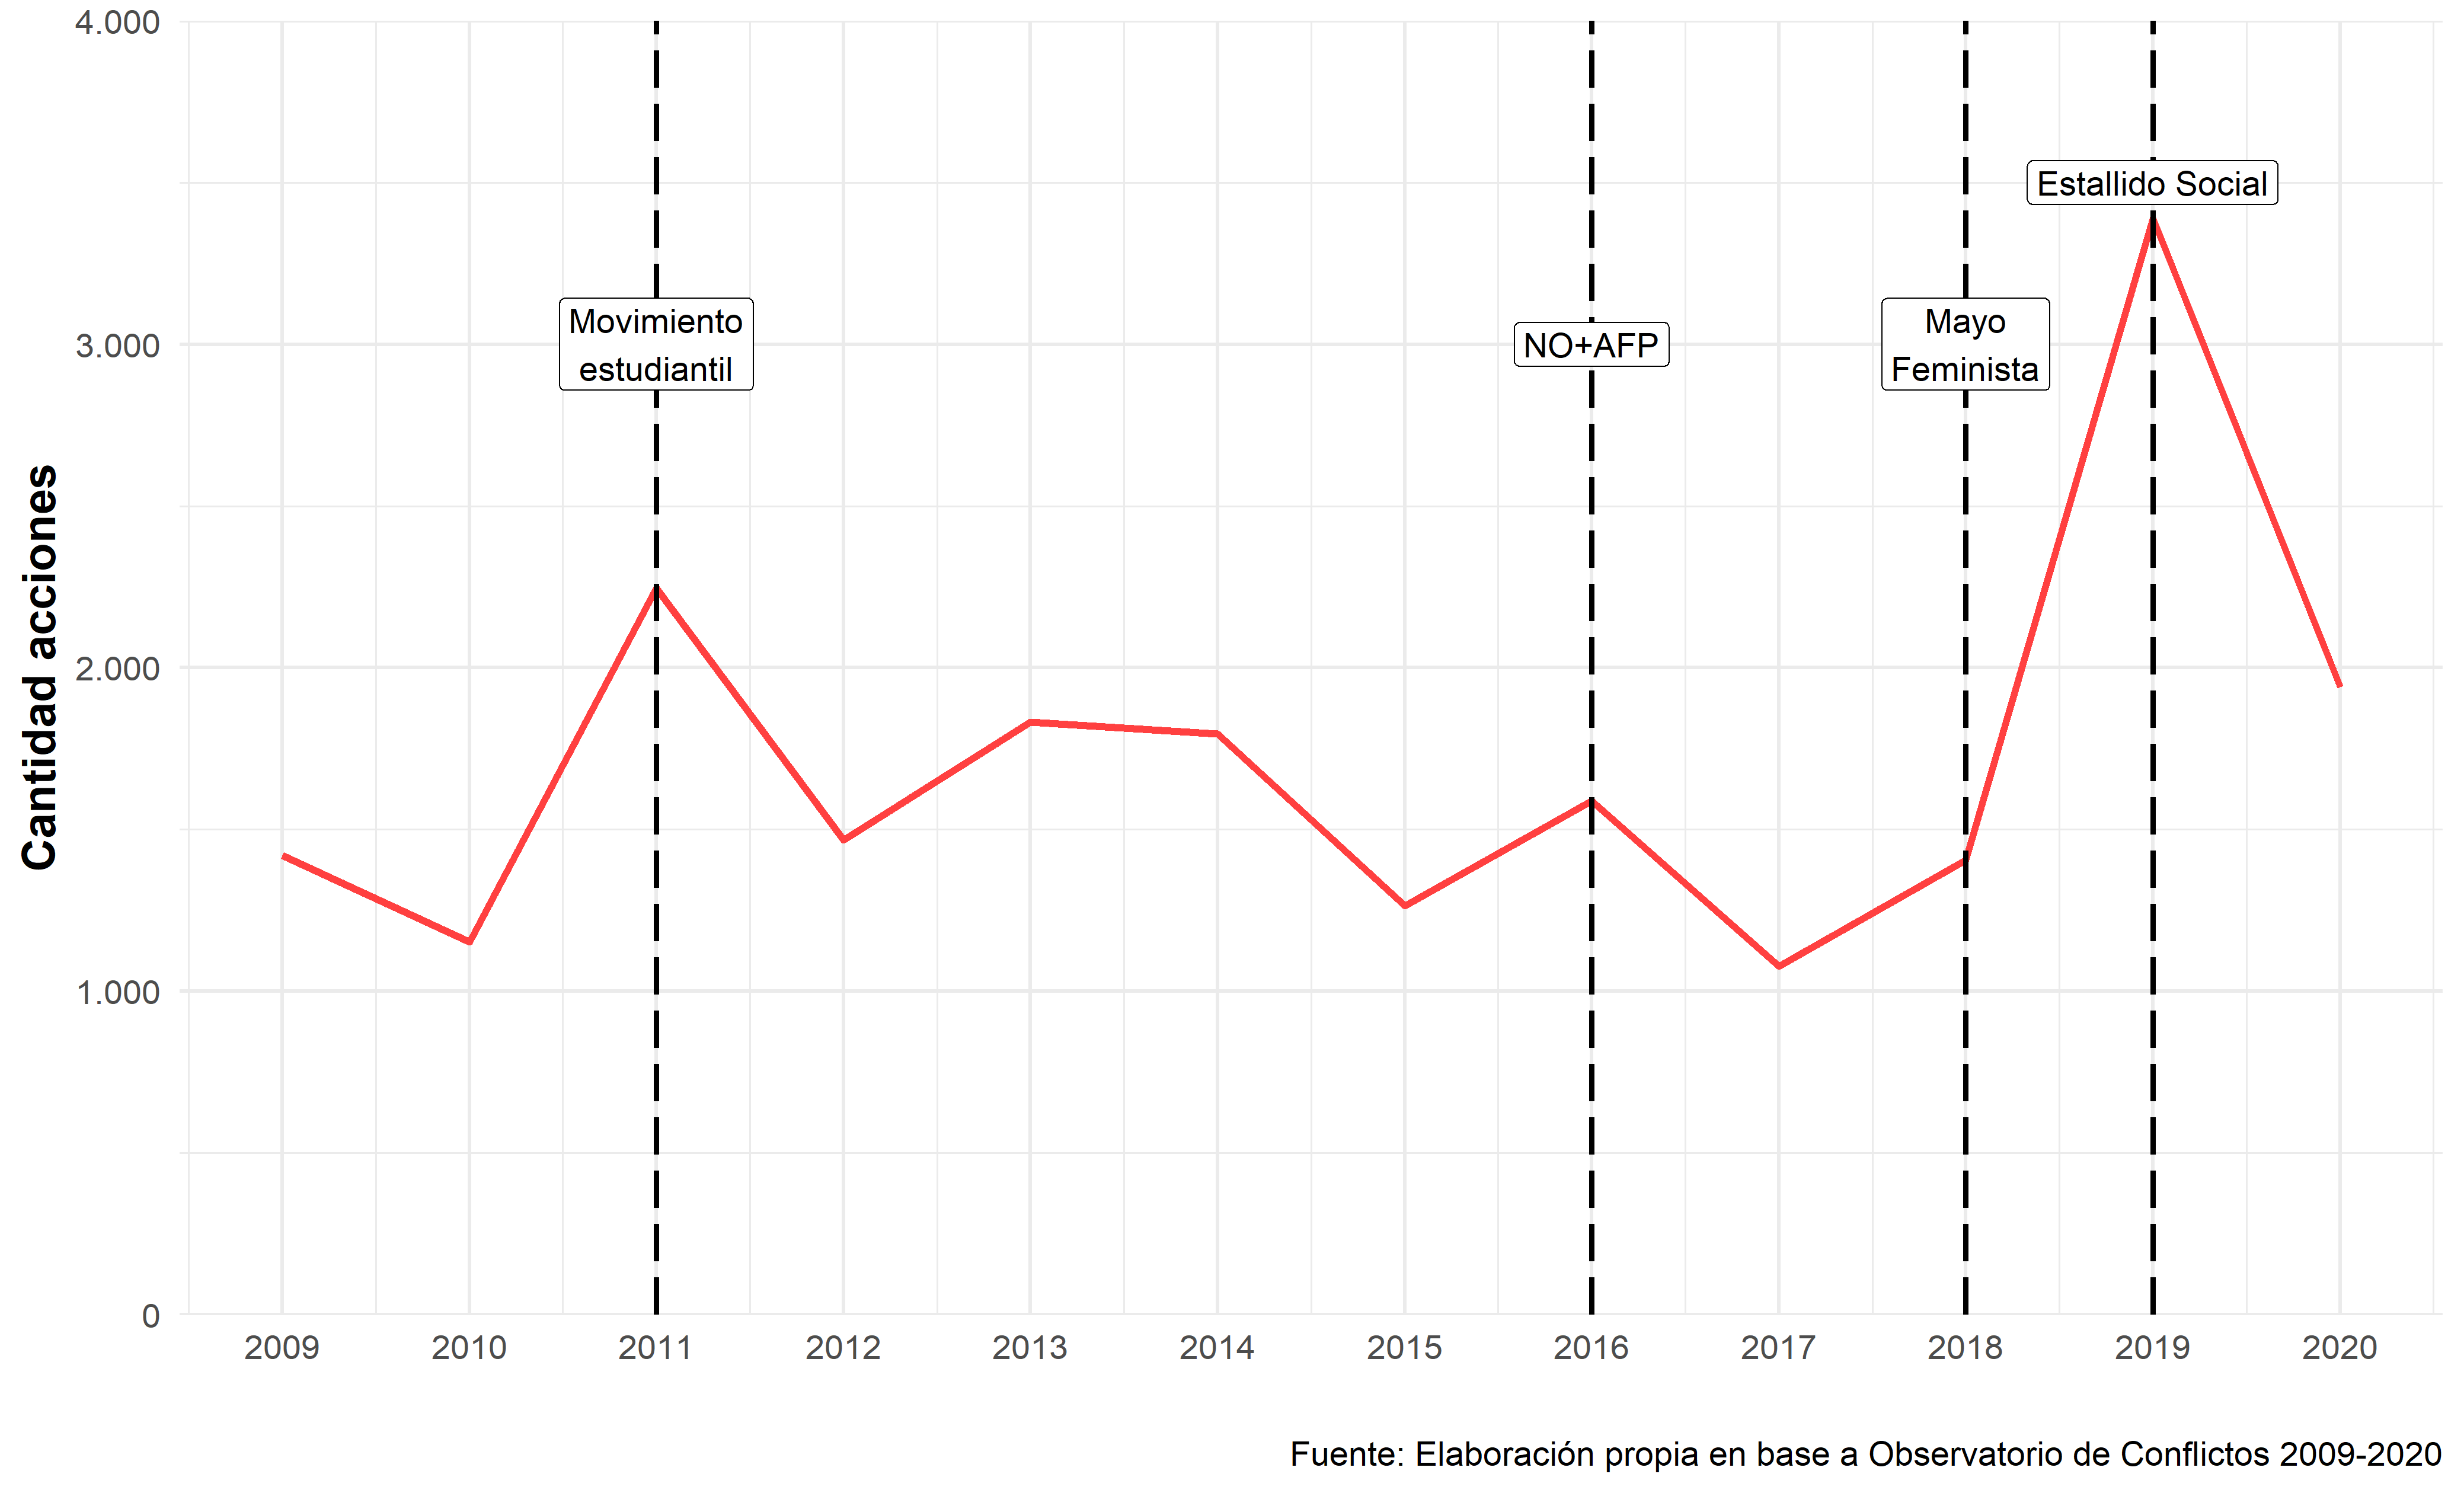 4.000
3.000
2.000
1.000
0
Cantidad acciones
Movimiento
estudiantil
NO+AFP
Mayo
Feminista
Estallido Social
2009 2010 2011 2012 2013 2014 2015 2016 2017 2018 2019 2020
Fuente: Elaboración propia en base a Observatorio de Conflictos 2009-2020